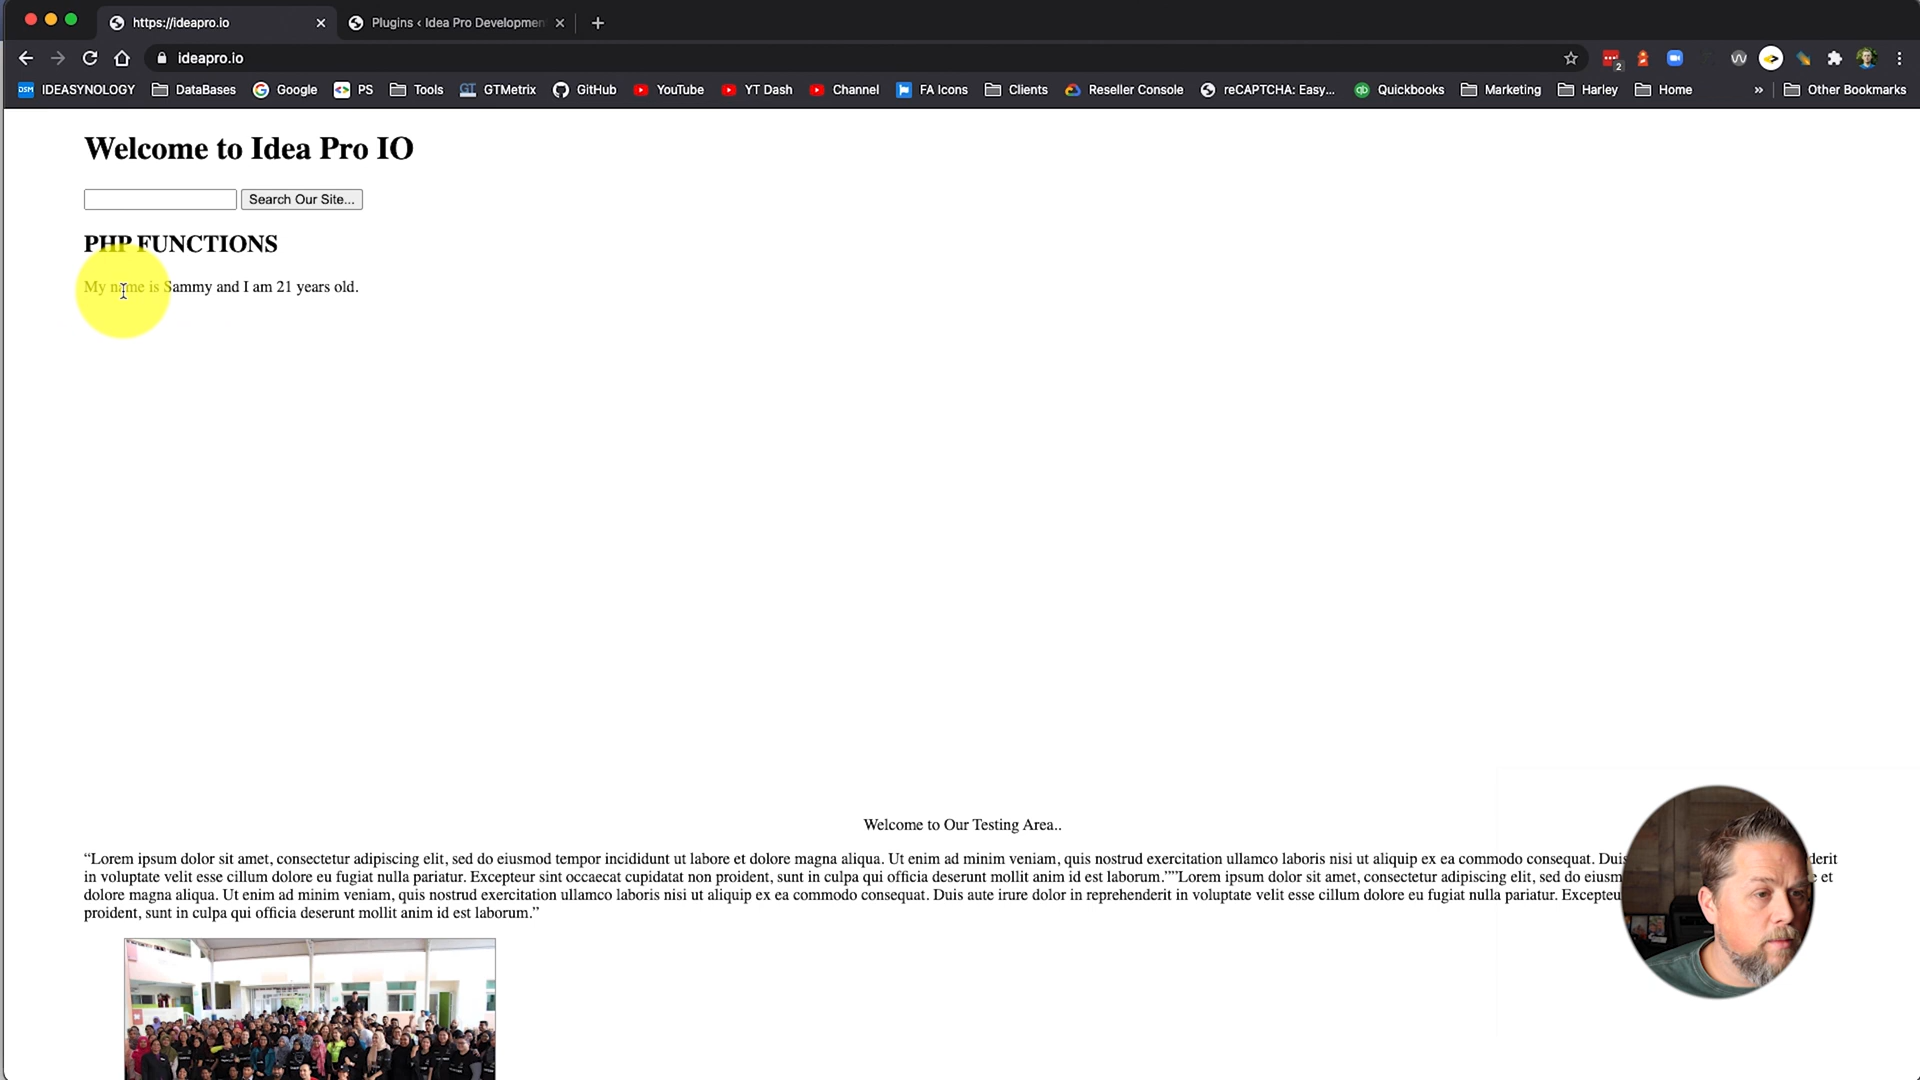 https://ideapro.io
Plugins ‹ Idea Pro Developmen
ideapro.io
2
IDEASYNOLOGY
DataBases
Google
PS
Tools
GTMetrix
GitHub
YouTube
YT Dash
Channel
FA Icons
Clients
Reseller Console
reCAPTCHA: Easy...
Quickbooks
Marketing
Harley
Home
»
Other Bookmarks
Welcome to Idea Pro IO
Search Our Site...
PHP FUNCTIONS
My name is Sammy and I am 21 years old.
Welcome to Our Testing Area..
“Lorem ipsum dolor sit amet, consectetur adipiscing elit, sed do eiusmod tempor incididunt ut labore et dolore magna aliqua. Ut enim ad minim veniam, quis nostrud exercitation ullamco laboris nisi ut aliquip ex ea commodo consequat. Duis
in voluptate velit esse cillum dolore eu fugiat nulla pariatur. Excepteur sint occaecat cupidatat non proident, sunt in culpa qui officia deserunt mollit anim id est laborum.””Lorem ipsum dolor sit amet, consectetur adipiscing elit, sed do eiusm et
dolore magna aliqua. Ut enim ad minim veniam, quis nostrud exercitation ullamco laboris nisi ut aliquip ex ea commodo consequat. Duis aute irure dolor in reprehenderit in voluptate velit esse cillum dolore eu fugiat nulla pariatur. Excepteu
proident, sunt in culpa qui officia deserunt mollit anim id est laborum.”